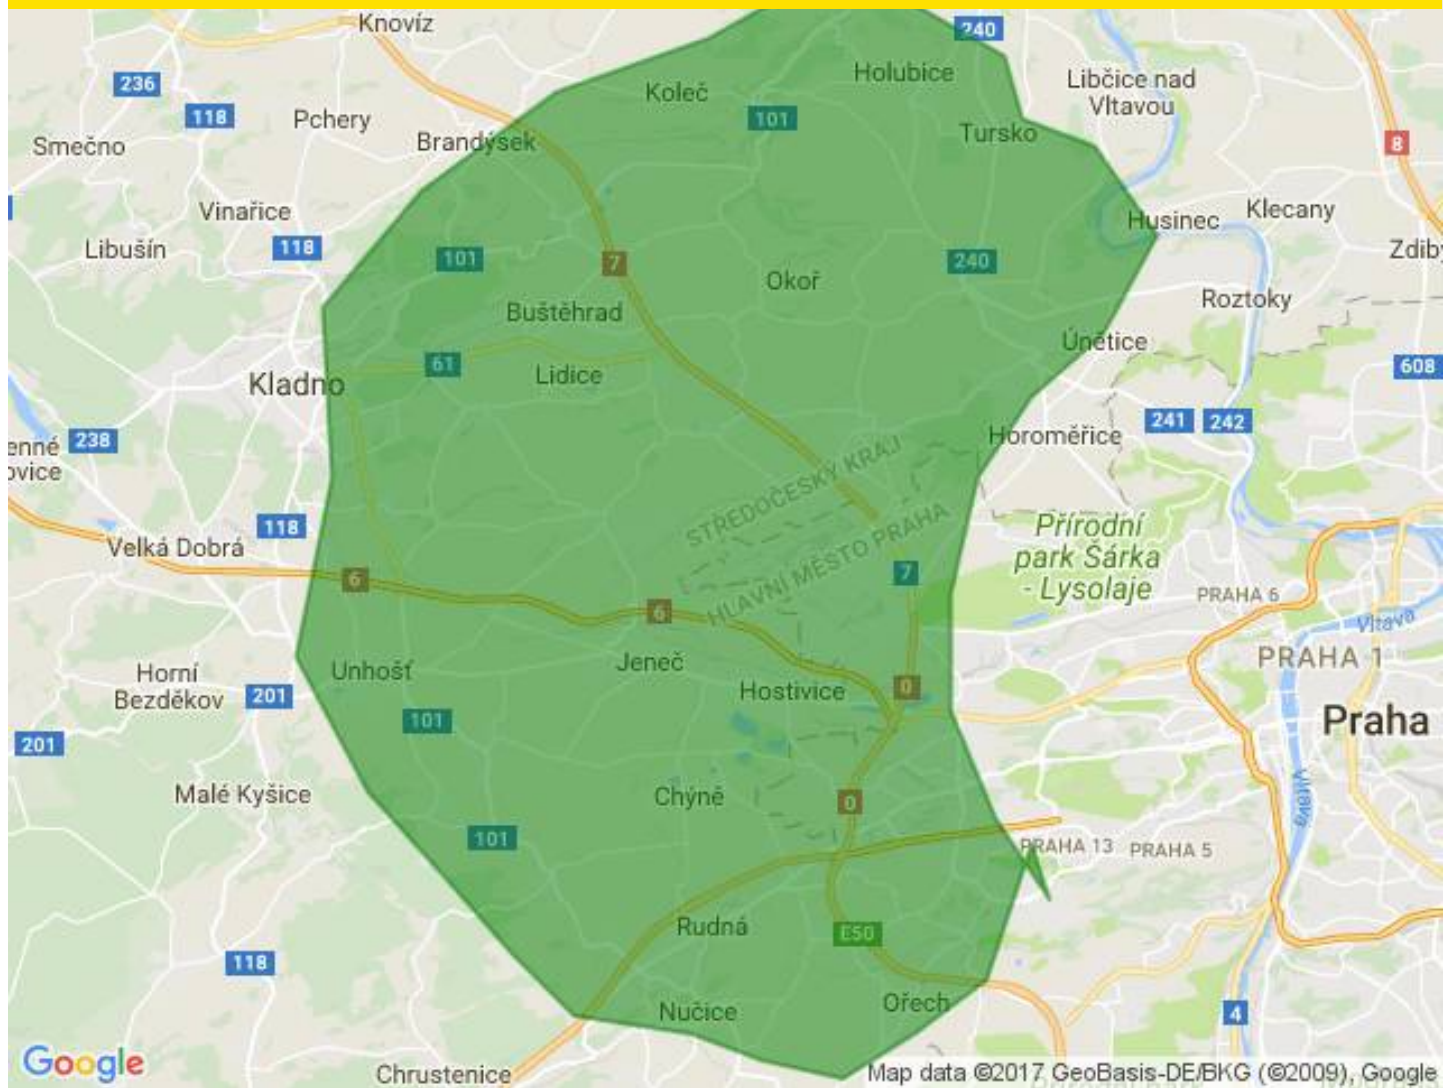 Knovíz
240
Holubice
Libčice nad
Vltavou
236
Koleč
118
Pchery
101
Tursko
8
Smečno
Brandýsek
Vinařice
Husinec
Klecany
Libušín
118
101
7
240
Zdiby
Okoř
Buštěhrad
Roztoky
Únětice
61
Lidice
608
Kladno
238
241
242
enné
ovice
Horoměřice
STŘEDOČESKÝ KRAJ
HLAVNÍ MĚSTO PRAHA
118
Přírodní
park Šárka
- Lysolaje
Velká Dobrá
6
7
PRAHA 6
6
Vltava
Horní
Bezděkov
Unhošť
Jeneč
PRAHA 1
201
Hostivice
0
101
Praha
201
Malé Kyšice
Chýně
0
Vltava
101
PRAHA 13
PRAHA 5
Rudná
E50
118
Nučice
Ořech
4
Google
Chrustenice
Map data ©2017 GeoBasis-DE/BKG (©2009), Google